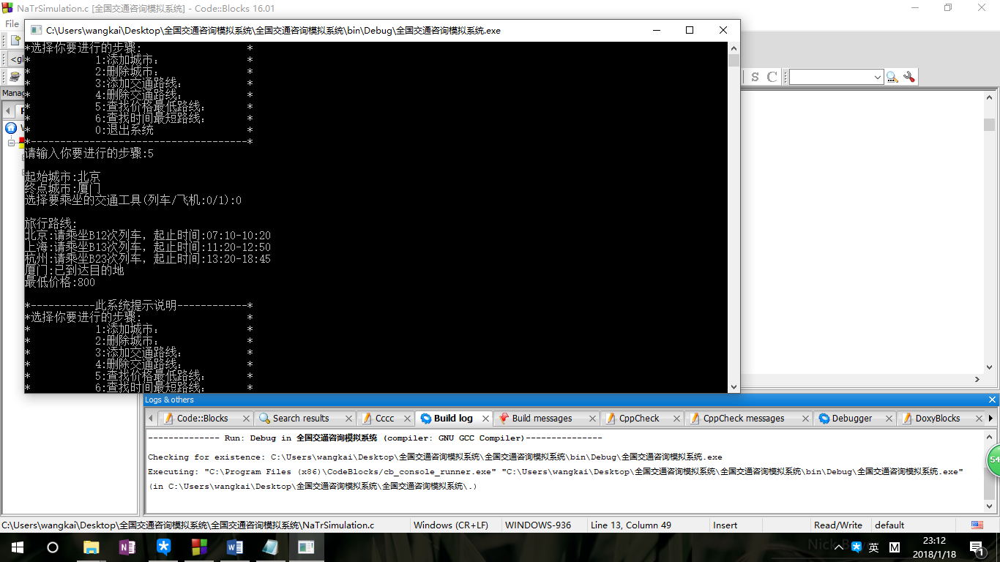 NaTrSimulation.c [全国交通咨询模拟系统] - Code::Blocks 16.01
File
C:\Users\wangkai\Desktop\全国交通咨询模拟系统\全国交通咨询模拟系统\bin\Debug\全国交通咨询模拟系统.exe
*选择你要进行的步骤: *
* 1:添加城市: *
* 2:删除城市: *
* 3:添加交通路线: *
* 4:删除交通路线: *
* 5:查找价格最低路线: *
* 6:查找时间最短路线: *
* 0:退出系统 *
*-------------------------------------*
请输入你要进行的步骤:5
起始城市:北京
终点城市:厦门
选择要乘坐的交通工具(列车/飞机:0/1):0
旅行路线:
北京:请乘坐B12次列车，起止时间:07:10-10:20
上海:请乘坐B13次列车，起止时间:11:20-12:50
杭州:请乘坐B23次列车，起止时间:13:20-18:45
厦门:已到达目的地
最低价格:800
*-----------此系统提示说明------------*
*选择你要进行的步骤: *
* 1:添加城市: *
* 2:删除城市: *
* 3:添加交通路线: *
* 4:删除交通路线: *
* 5:查找价格最低路线: *
* 6:查找时间最短路线: *
<gl
S C
Manag
Logs & others
Code::Blocks Search results Cccc Build log Build messages CppCheck CppCheck messages Debugger DoxyBlocks
-------------- Run: Debug in 全国交通咨询模拟系统 (compiler: GNU GCC Compiler)---------------
Checking for existence: C:\Users\wangkai\Desktop\全国交通咨询模拟系统\全国交通咨询模拟系统\bin\Debug\全国交通咨询模拟系统.exe
Executing: "C:\Program Files (x86)\CodeBlocks/cb_console_runner.exe" "C:\Users\wangkai\Desktop\全国交通咨询模拟系统\全国交通咨询模拟系统\bin\Debug\全国交通咨询模拟系统.exe"
(in C:\Users\wangkai\Desktop\全国交通咨询模拟系统\全国交通咨询模拟系统\.)
54
C:\Users\wangkai\Desktop\全国交通咨询模拟系统\全国交通咨询模拟系统\NaTrSimulation.c Windows (CR+LF) WINDOWS-936 Line 13, Column 49 Insert Read/Write default
英 M
23:12
2018/1/18
1